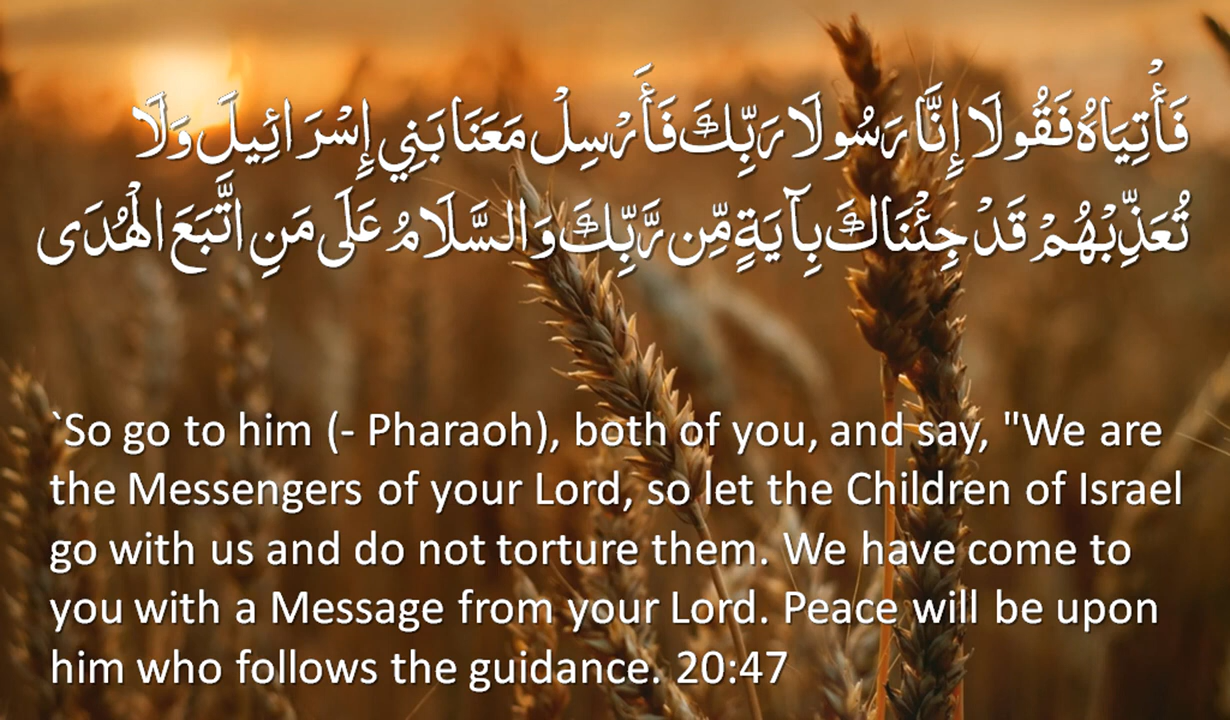 فَأْتِيَاهُ فَقُولَا إِنَّا رَسُولَا رَبِّكَ فَأَرْسِلْ مَعَنَا بَنِي إِسْرَائِيلَ وَلَا
تُعَذِّبْهُمْ قَدْ جِئْنَاكَ بِآيَةٍ مِّن رَّبِّكَ وَالسَّلَامُ عَلَى مَنِ اتَّبَعَ الْهُدَى
`So go to him (- Pharaoh), both of you, and say, "We are
the Messengers of your Lord, so let the Children of Israel
go with us and do not torture them. We have come to
you with a Message from your Lord. Peace will be upon
him who follows the guidance. 20:47